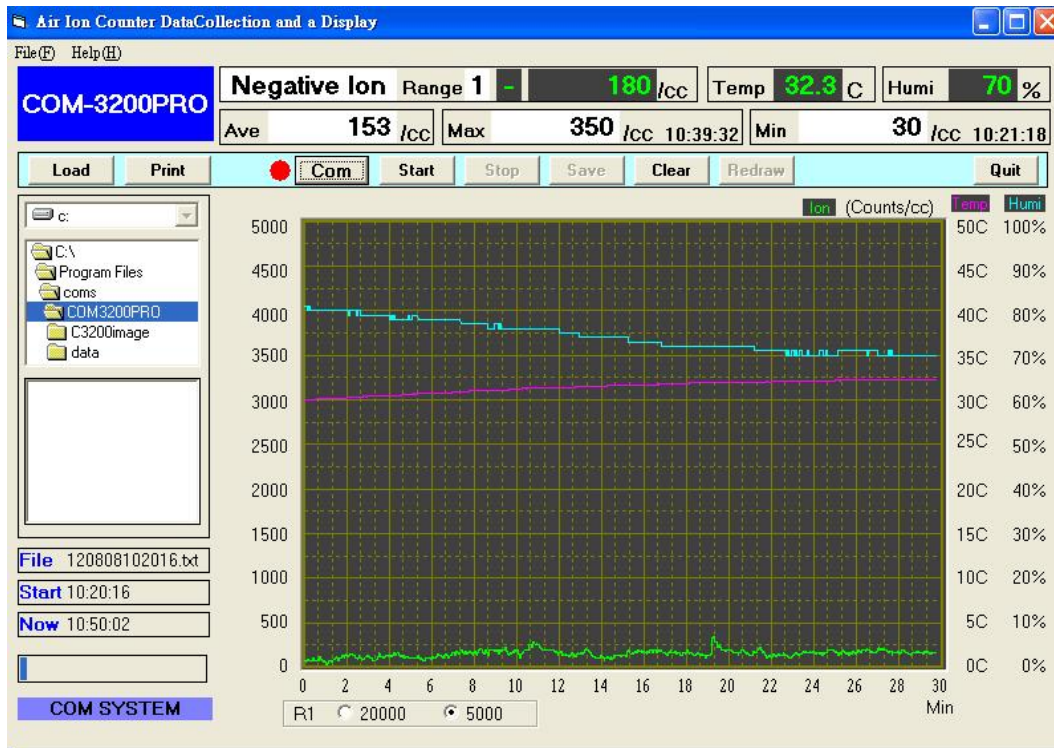 Air Ion Counter DataCollection and a Display
File(F) Help(H)
COM-3200PRO
Negative Ion Range 1 - 180 /cc Temp 32.3 C Humi 70 %
Ave 153 /cc Max 350 /cc 10:39:32 Min 30 /cc 10:21:18
Load Print Com Start Stop Save Clear Redraw Quit
c:
C:\
Program Files
coms
COM3200PRO
C3200image
data
File 120808102016.txt
Start 10:20:16
Now 10:50:02
COM SYSTEM
Ion (Counts/cc) Temp Humi
5000 50C 100%
4500 45C 90%
4000 40C 80%
3500 35C 70%
3000 30C 60%
2500 25C 50%
2000 20C 40%
1500 15C 30%
1000 10C 20%
500 5C 10%
0 0C 0%
0 2 4 6 8 10 12 14 16 18 20 22 24 26 28 30
Min
R1 20000 5000